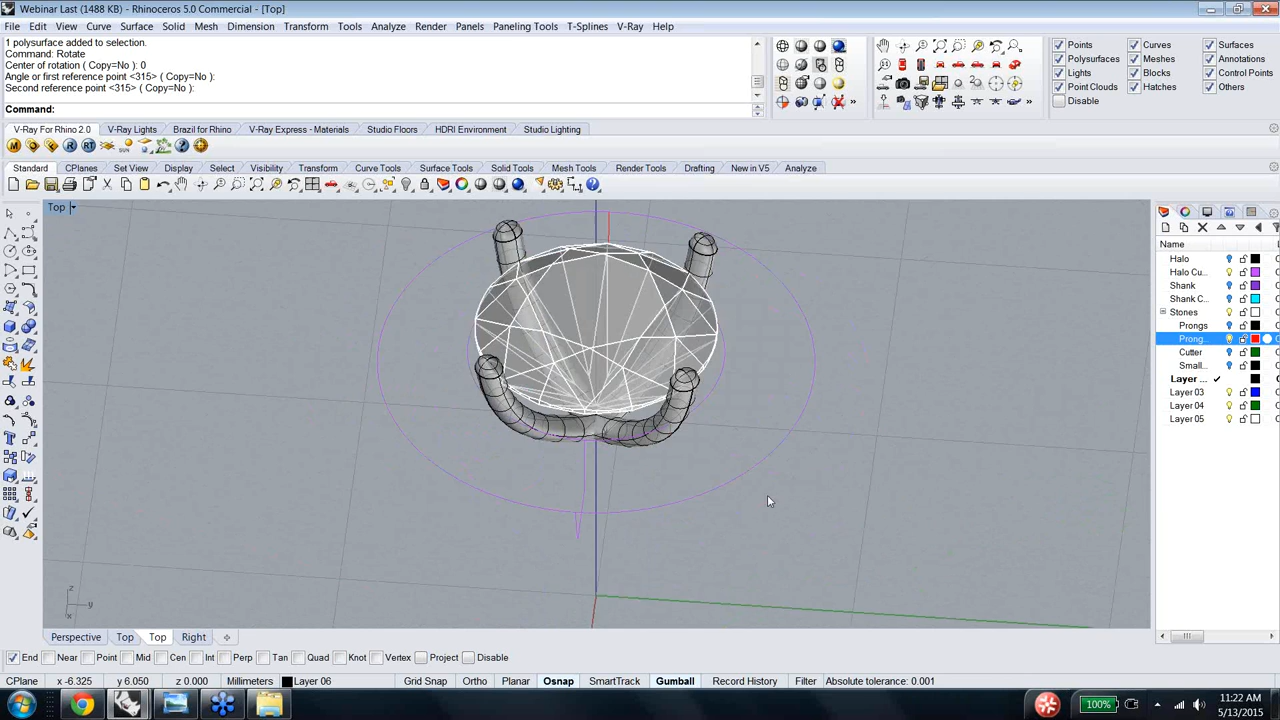 Webinar Last (1488 KB) - Rhinoceros 5.0 Commercial - [Top]
File Edit View Curve Surface Solid Mesh Dimension Transform Tools Analyze Render Panels Paneling Tools T-Splines V-Ray Help
1 polysurface added to selection.
Command: Rotate
Center of rotation ( Copy=No ): 0
Angle or first reference point <315> ( Copy=No ):
Second reference point <315> ( Copy=No ):
Command:
Points Curves Surfaces
Polysurfaces Meshes Annotations
Lights Blocks Control Points
Point Clouds Hatches Others
Disable
V-Ray For Rhino 2.0 V-Ray Lights Brazil for Rhino V-Ray Express - Materials Studio Floors HDRI Environment Studio Lighting
Standard CPlanes Set View Display Select Visibility Transform Curve Tools Surface Tools Solid Tools Mesh Tools Render Tools Drafting New in V5 Analyze
Top
Name
Halo
Halo Cu...
Shank
Shank C...
Stones
Prongs
Prong...
Cutter
Small...
Layer ...
Layer 03
Layer 04
Layer 05
z
y
x
Perspective Top Top Right
End Near Point Mid Cen Int Perp Tan Quad Knot Vertex Project Disable
CPlane x -6.325 y 6.050 z 0.000 Millimeters Layer 06 Grid Snap Ortho Planar Osnap SmartTrack Gumball Record History Filter Absolute tolerance: 0.001
100%
11:22 AM
5/13/2015